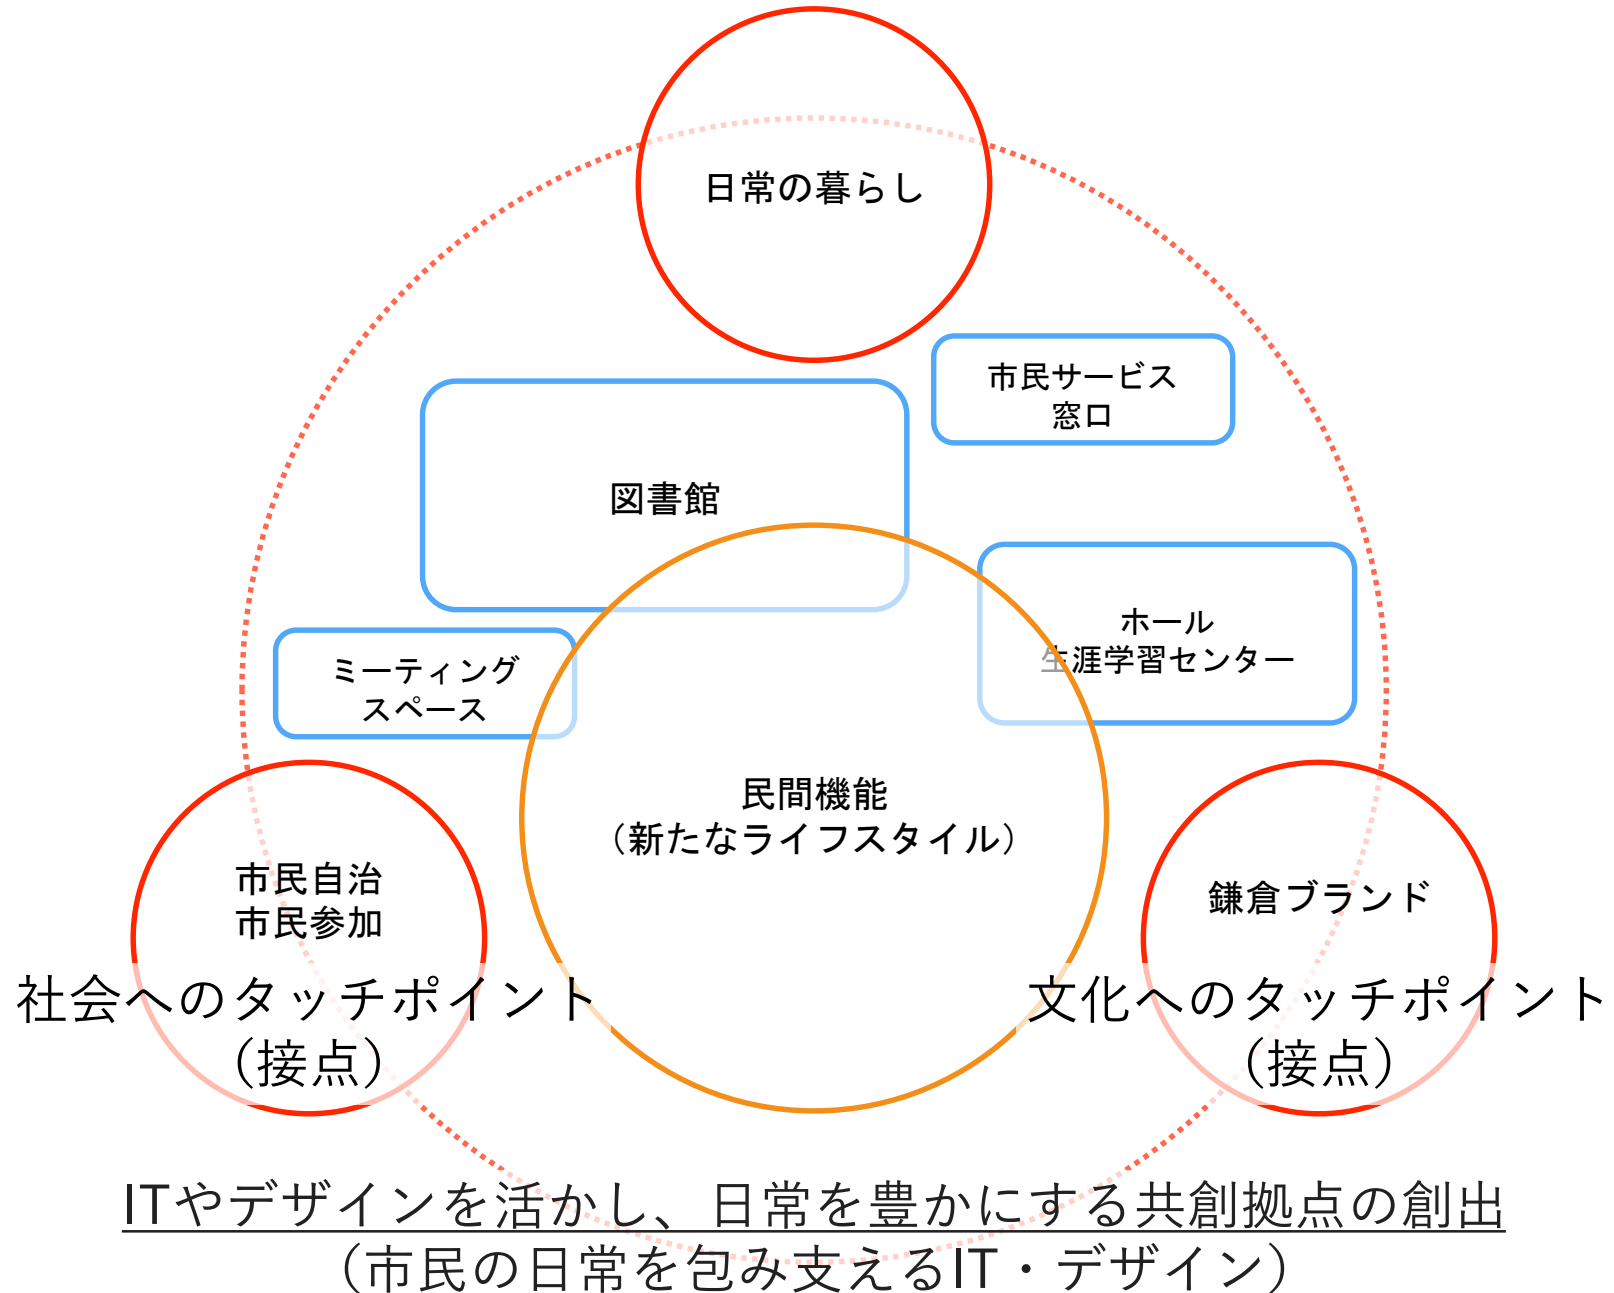 日常の暮らし
市民サービス
窓口
図書館
ホール
生涯学習センター
ミーティング
スペース
民間機能
（新たなライフスタイル）
市民自治
市民参加
鎌倉ブランド
社会へのタッチポイント
（接点）
文化へのタッチポイント
（接点）
ITやデザインを活かし、日常を豊かにする共創拠点の創出
（市民の日常を包み支えるIT・デザイン）